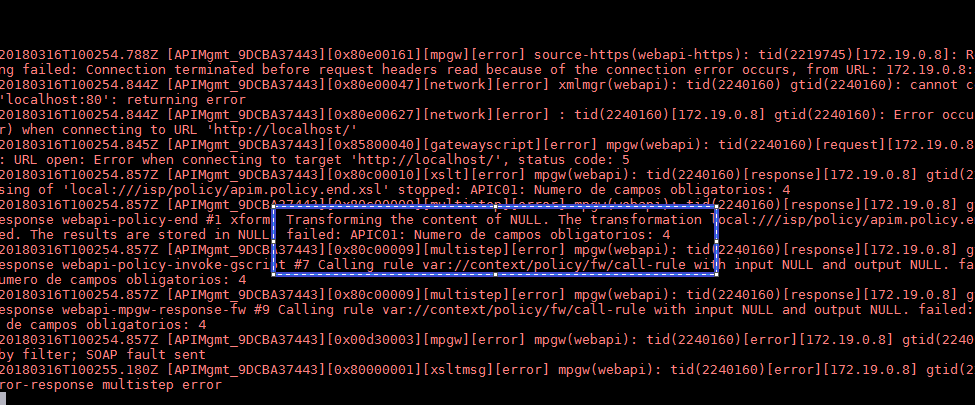 20180316T100254.788Z [APIMgmt_9DCBA37443][0x80e00161][mpgw][error] source-https(webapi-https): tid(2219745)[172.19.0.8]: R
ng failed: Connection terminated before request headers read because of the connection error occurs, from URL: 172.19.0.8:
20180316T100254.844Z [APIMgmt_9DCBA37443][0x80e00047][network][error] xmlmgr(webapi): tid(2240160) gtid(2240160): cannot c
'localhost:80': returning error
20180316T100254.844Z [APIMgmt_9DCBA37443][0x80e00627][network][error] : tid(2240160)[172.19.0.8] gtid(2240160): Error occu
r) when connecting to URL 'http://localhost/'
20180316T100254.845Z [APIMgmt_9DCBA37443][0x85800040][gatewayscript][error] mpgw(webapi): tid(2240160)[request][172.19.0.8
: URL open: Error when connecting to target 'http://localhost/', status code: 5
20180316T100254.857Z [APIMgmt_9DCBA37443][0x80c00010][xslt][error] mpgw(webapi): tid(2240160)[response][172.19.0.8] gtid(2
sing of 'local:///isp/policy/apim.policy.end.xsl' stopped: APIC01: Numero de campos obligatorios: 4
20180316T100254.857Z [APIMgmt_9DCBA37443][0x80c00009][multistep][error] mpgw(webapi): tid(2240160)[response][172.19.0.8] g
esponse webapi-policy-end #1 xform Transforming the content of NULL. The transformation local:///isp/policy/apim.policy.e
ed. The results are stored in NULL failed: APIC01: Numero de campos obligatorios: 4
20180316T100254.857Z [APIMgmt_9DCBA37443][0x80c00009][multistep][error] mpgw(webapi): tid(2240160)[response][172.19.0.8] g
esponse webapi-policy-invoke-gscript #7 Calling rule var://context/policy/fw/call-rule with input NULL and output NULL. fa
umero de campos obligatorios: 4
20180316T100254.857Z [APIMgmt_9DCBA37443][0x80c00009][multistep][error] mpgw(webapi): tid(2240160)[response][172.19.0.8] g
esponse webapi-mpgw-response-fw #9 Calling rule var://context/policy/fw/call-rule with input NULL and output NULL. failed:
de campos obligatorios: 4
20180316T100254.857Z [APIMgmt_9DCBA37443][0x00d30003][mpgw][error] mpgw(webapi): tid(2240160)[error][172.19.0.8] gtid(2240
by filter; SOAP fault sent
20180316T100255.180Z [APIMgmt_9DCBA37443][0x80000001][xsltmsg][error] mpgw(webapi): tid(2240160)[error][172.19.0.8] gtid(2
ror-response multistep error